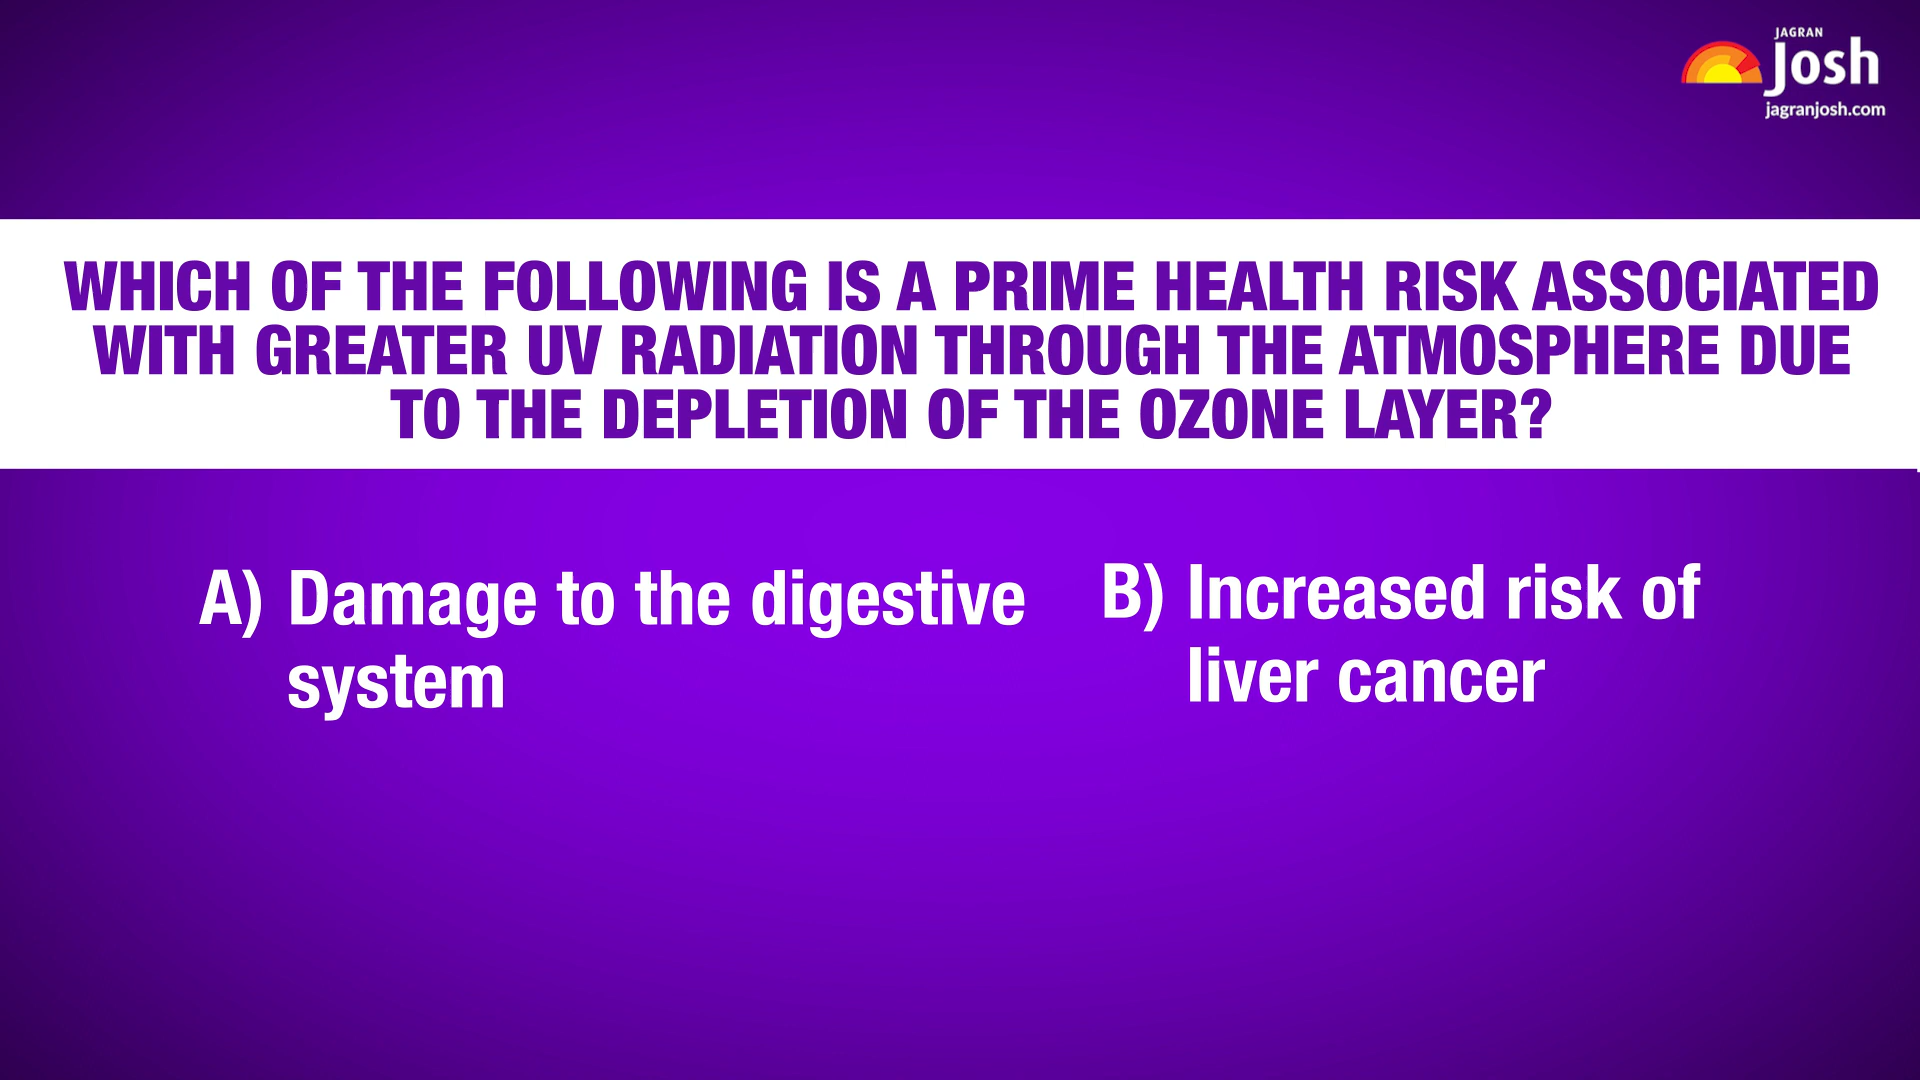 JAGRAN
Josh
jagranjosh.com
WHICH OF THE FOLLOWING IS A PRIME HEALTH RISK ASSOCIATED
WITH GREATER UV RADIATION THROUGH THE ATMOSPHERE DUE
TO THE DEPLETION OF THE OZONE LAYER?
A) Damage to the digestive
system
B) Increased risk of
liver cancer